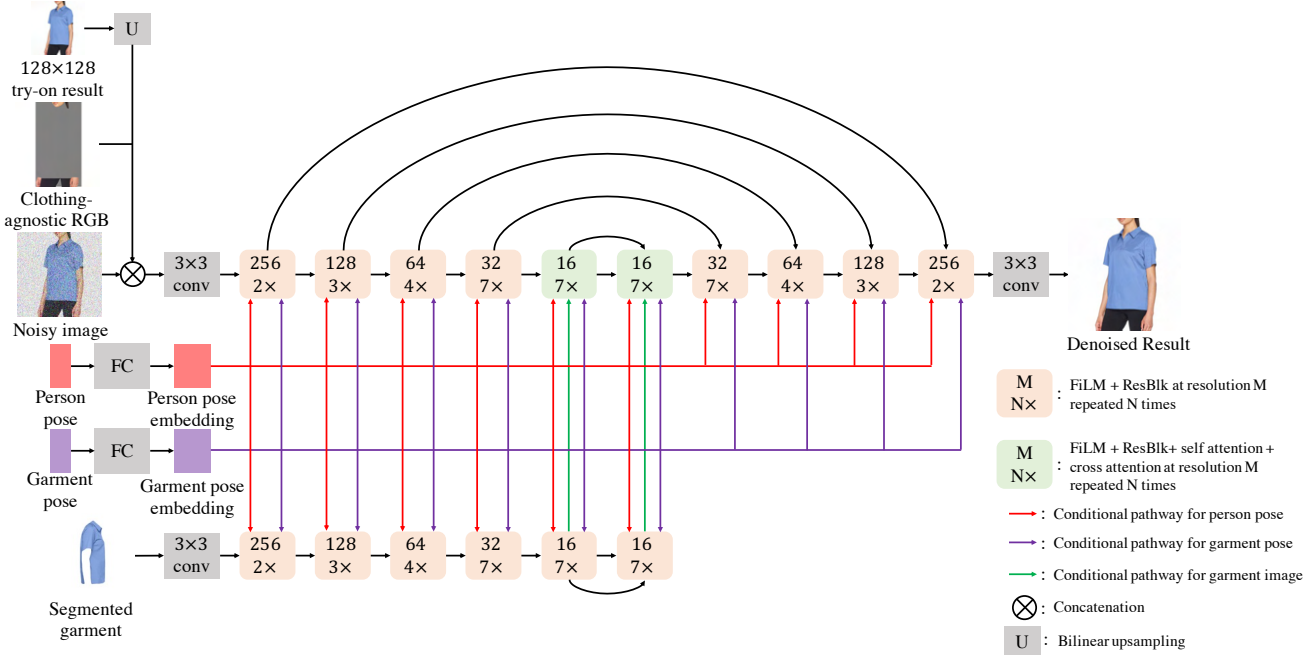 U
128×128
try-on result
Clothing-
agnostic RGB
Noisy image
3×3
conv
256
2×
128
3×
64
4×
32
7×
16
7×
16
7×
32
7×
64
4×
128
3×
256
2×
3×3
conv
Denoised Result
FC
Person
pose
Person pose
embedding
FC
Garment
pose
Garment pose
embedding
3×3
conv
256
2×
128
3×
64
4×
32
7×
16
7×
16
7×
Segmented
garment
M
N×
: FiLM + ResBlk at resolution M
repeated N times
M
N×
: FiLM + ResBlk+ self attention +
cross attention at resolution M
repeated N times
: Conditional pathway for person pose
: Conditional pathway for garment pose
: Conditional pathway for garment image
: Concatenation
U : Bilinear upsampling